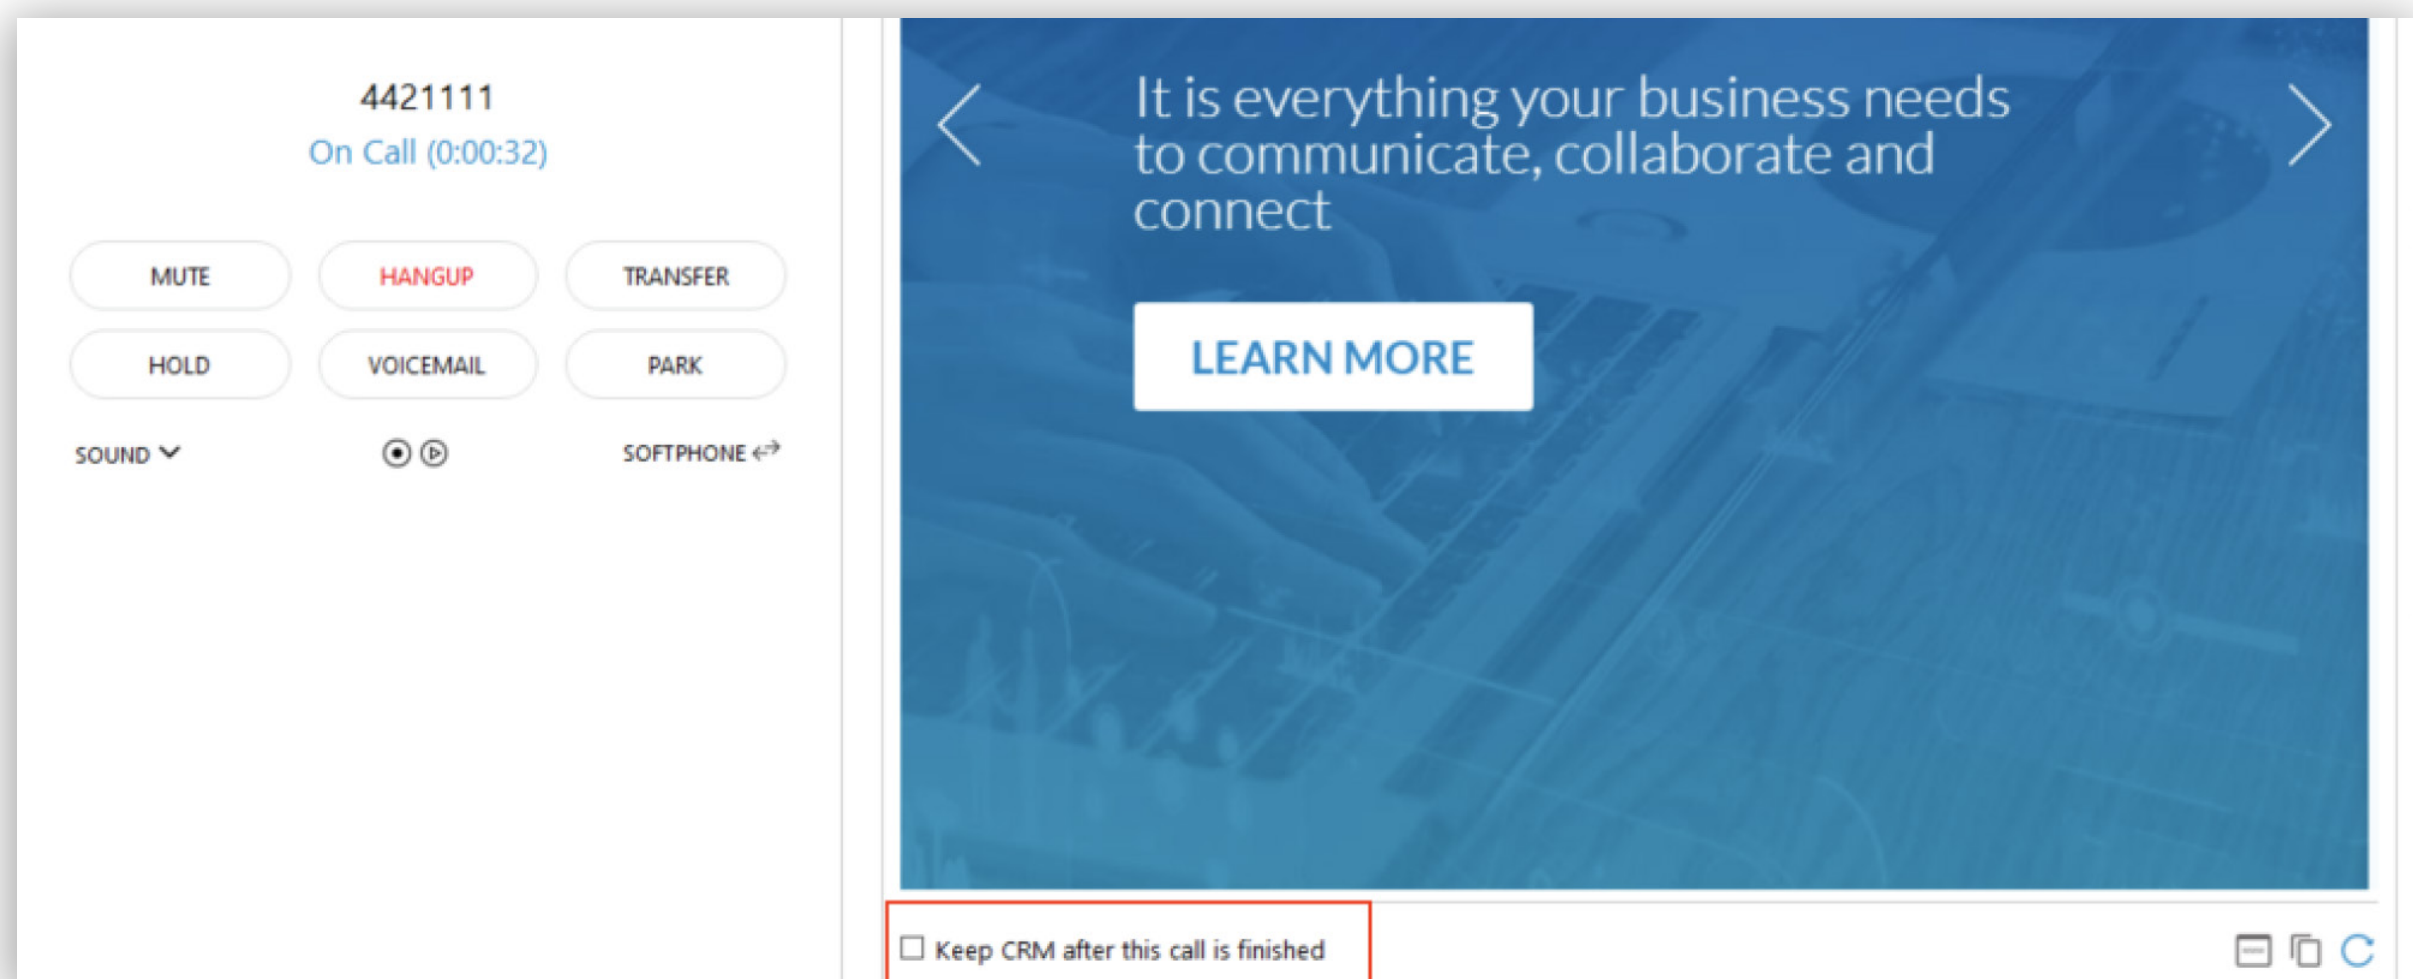 4421111
On Call (0:00:32)
MUTE
HANGUP
TRANSFER
HOLD
VOICEMAIL
PARK
SOUND
SOFTPHONE
It is everything your business needs
to communicate, collaborate and
connect
LEARN MORE
Keep CRM after this call is finished